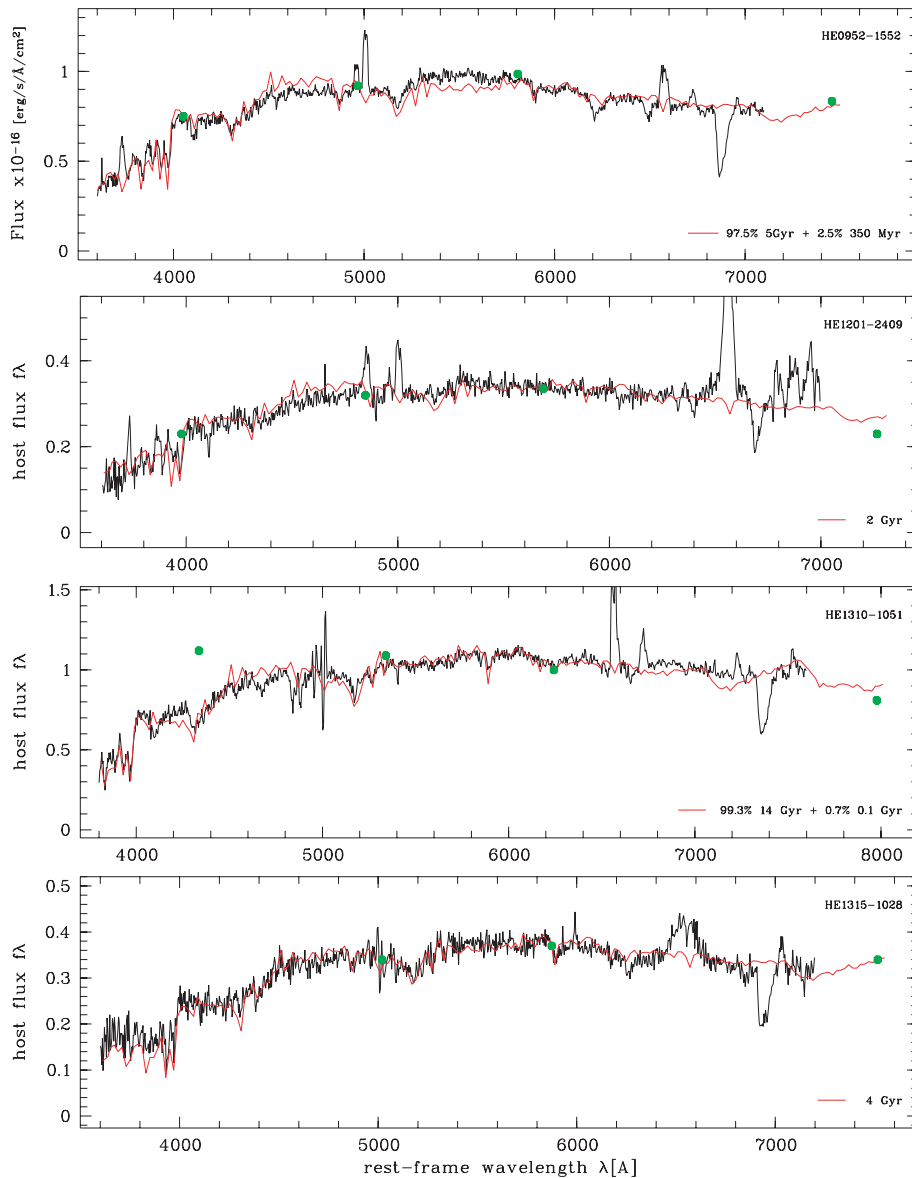 HE0952−1552
1
0.5
0
Flux x10−16 [erg/s/Å/cm²]
97.5% 5Gyr + 2.5% 350 Myr
4000 5000 6000 7000
HE1201−2409
0.4
0.2
0
host flux fλ
2 Gyr
4000 5000 6000 7000
HE1310−1051
1.5
1
0.5
0
host flux fλ
99.3% 14 Gyr + 0.7% 0.1 Gyr
4000 5000 6000 7000 8000
HE1315−1028
0.5
0.4
0.3
0.2
0.1
0
host flux fλ
4 Gyr
4000 5000 6000 7000
rest−frame wavelength λ[A]